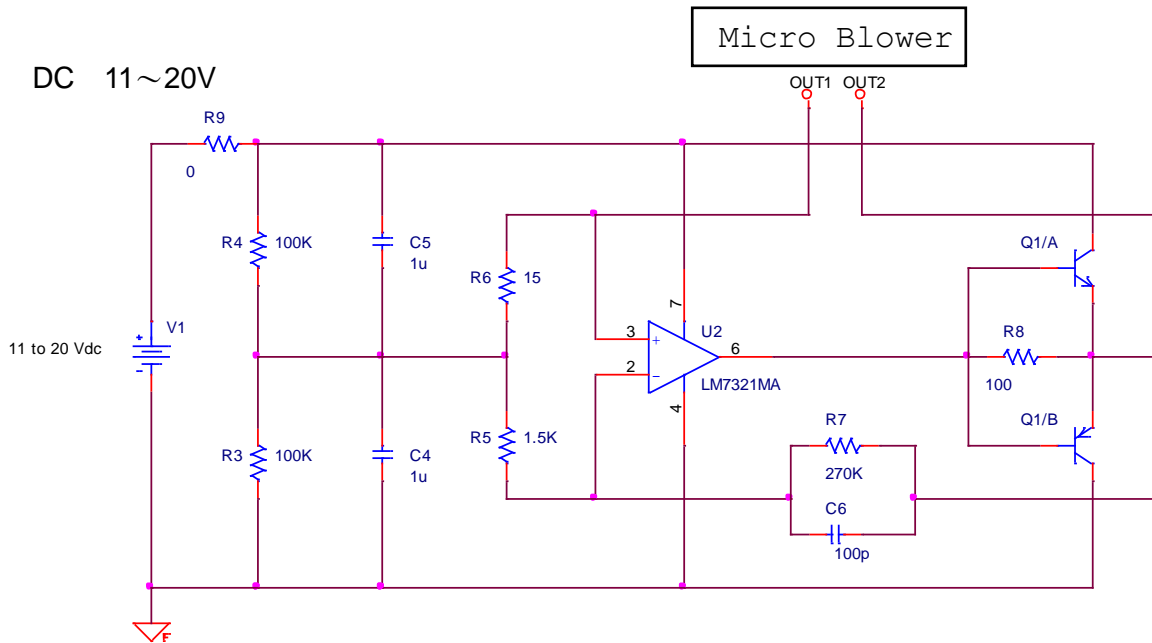 Micro Blower
DC 11～20V
OUT1 OUT2
R9
0
R4 100K
C5
1u
R6 15
Q1/A
7
V1
+
-
11 to 20 Vdc
3
+
U2
6
2
-
LM7321MA
R8
100
4
Q1/B
R5 1.5K
R7
270K
R3 100K
C4
1u
C6
100p
F